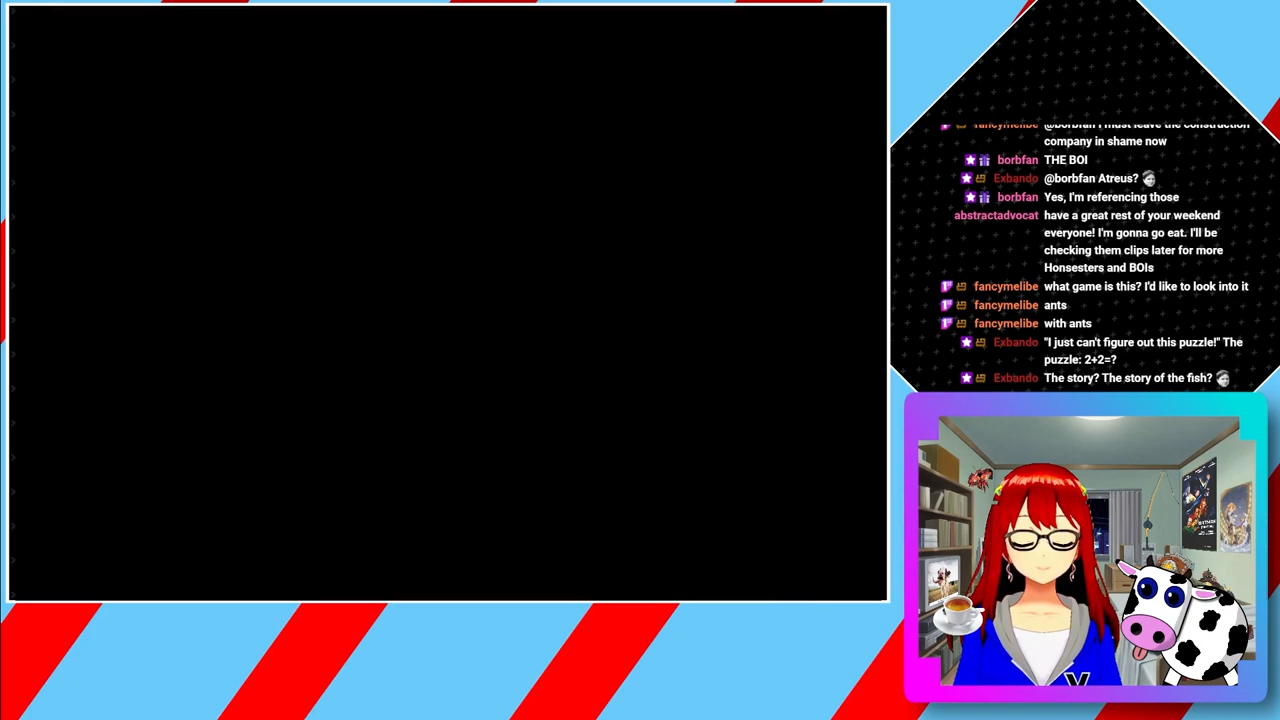 fancymelibe @borbfan I must leave the construction
company in shame now
borbfan THE BOI
Exbando @borbfan Atreus?
borbfan Yes, I'm referencing those
abstractadvocat have a great rest of your weekend
everyone! I'm gonna go eat. I'll be
checking them clips later for more
Honsesters and BOIs
fancymelibe what game is this? I'd like to look into it
fancymelibe ants
fancymelibe with ants
Exbando "I just can't figure out this puzzle!" The
puzzle: 2+2=?
Exbando The story? The story of the fish?